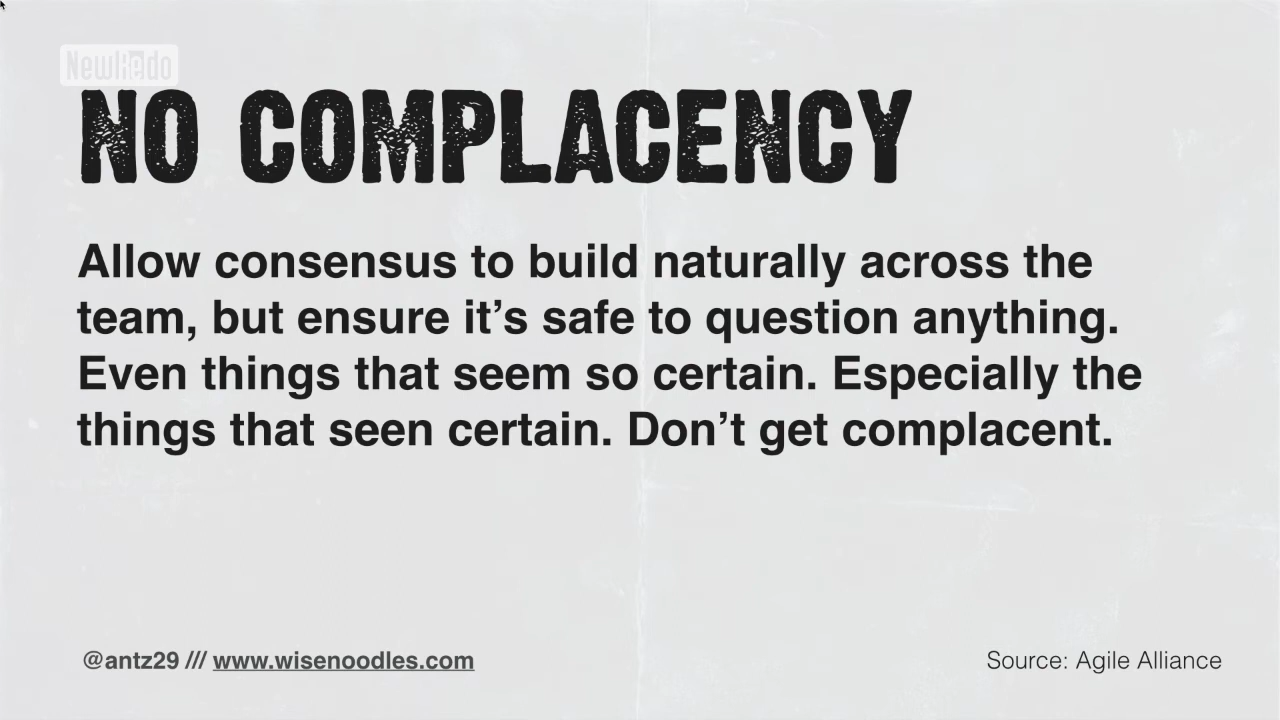 NewRedo
NO COMPLACENCY
Allow consensus to build naturally across the
team, but ensure it’s safe to question anything.
Even things that seem so certain. Especially the
things that seen certain. Don’t get complacent.
@antz29 /// www.wisenoodles.com
Source: Agile Alliance